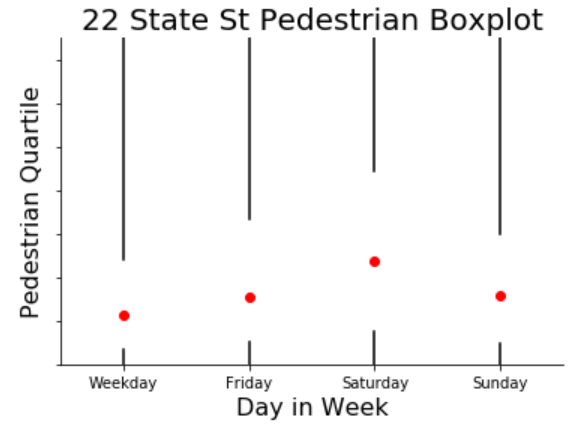 22 State St Pedestrian Boxplot
Pedestrian Quartile
Weekday Friday Saturday Sunday
Day in Week